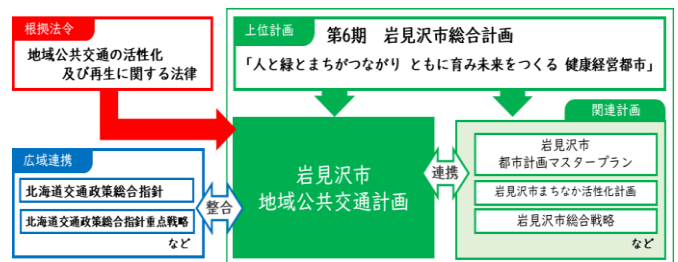 根拠法令
地域公共交通の活性化
及び再生に関する法律
上位計画
第6期 岩見沢市総合計画
「人と緑とまちがつながり ともに育み未来をつくる 健康経営都市」
関連計画
岩見沢市
都市計画マスタープラン
岩見沢市まちなか活性化計画
岩見沢市総合戦略
など
岩見沢市
地域公共交通計画
連携
広域連携
北海道交通政策総合指針
北海道交通政策総合指針重点戦略
など
整合